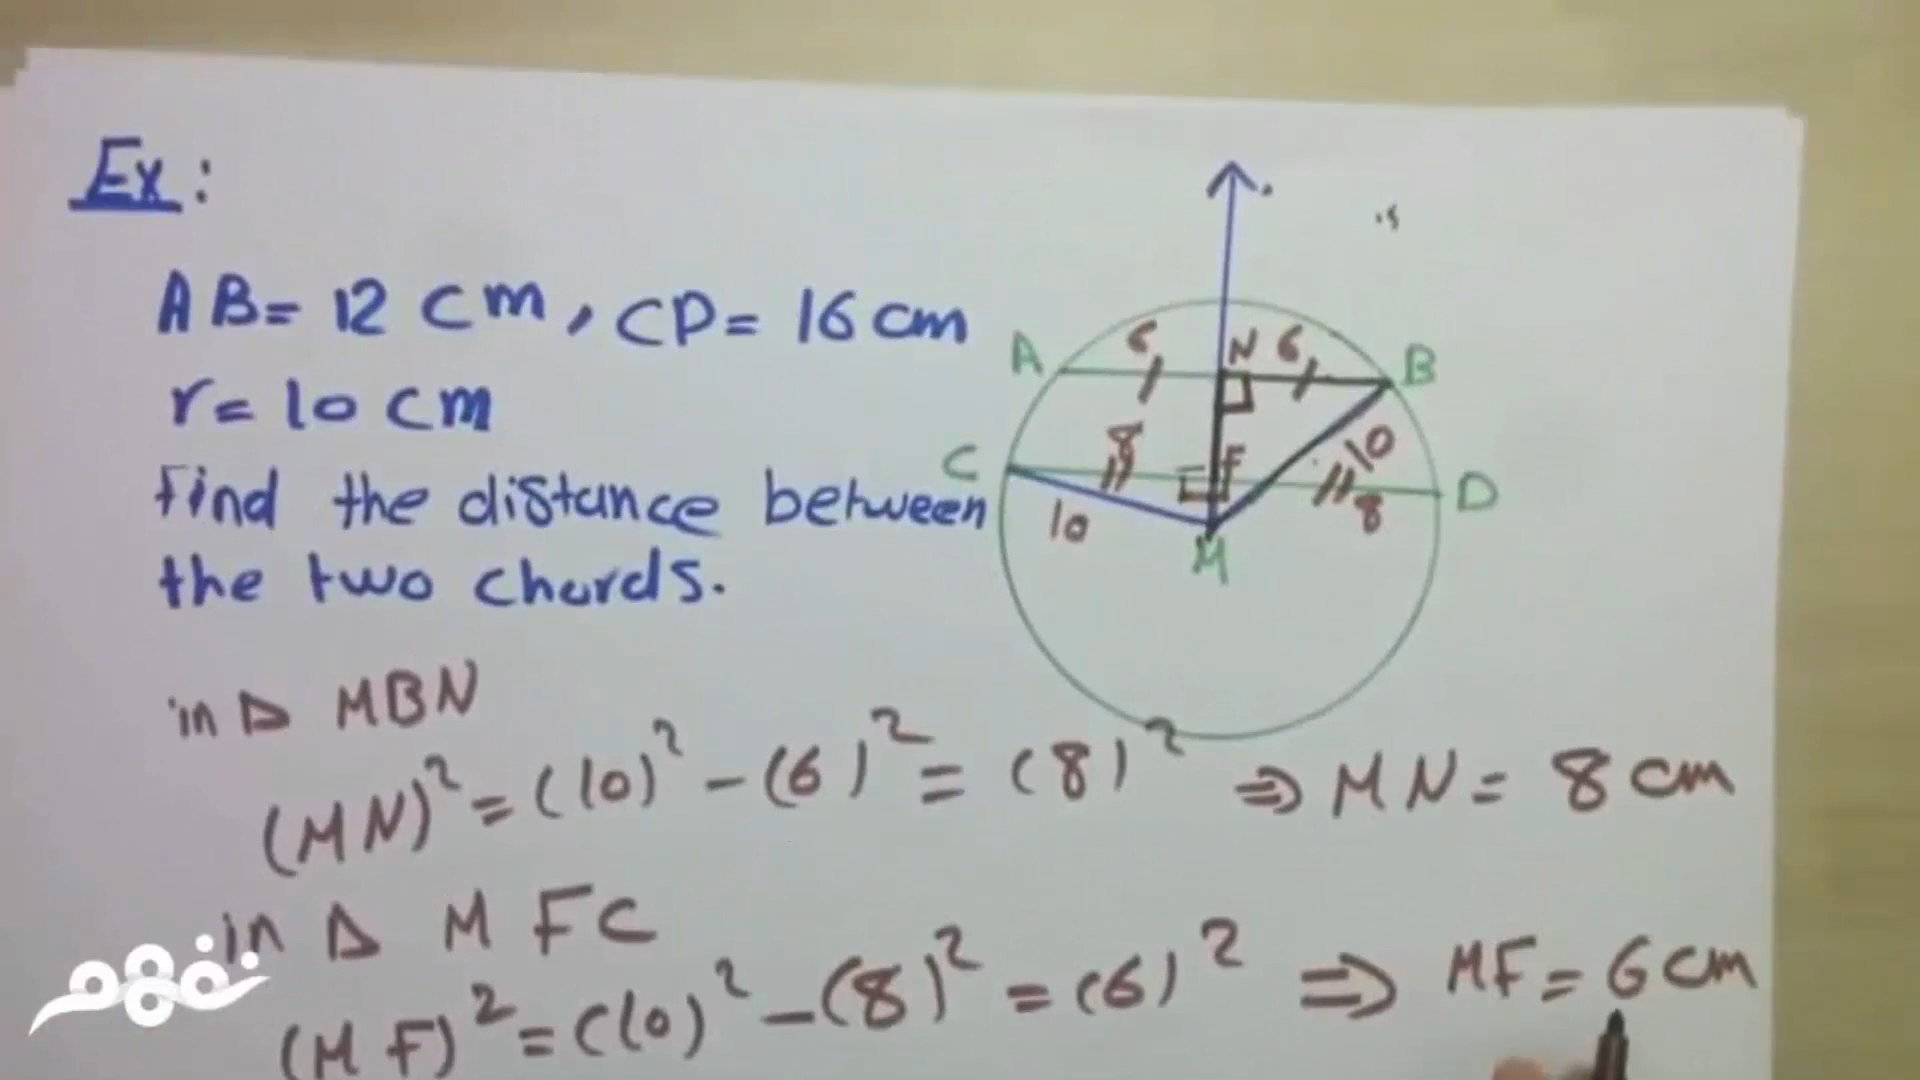 Ex:
AB= 12 cm, CD= 16 cm
r= 10 cm
Find the distance between
the two chords.
A
6
N
6
B
C
8
F
10
D
10
8
M
in Δ MBN
(MN)² = (10)² - (6)² = (8)² ⇒ MN = 8 cm
in Δ MFC
(MF)² = (10)² - (8)² = (6)² ⇒ MF = 6 cm
نفهم